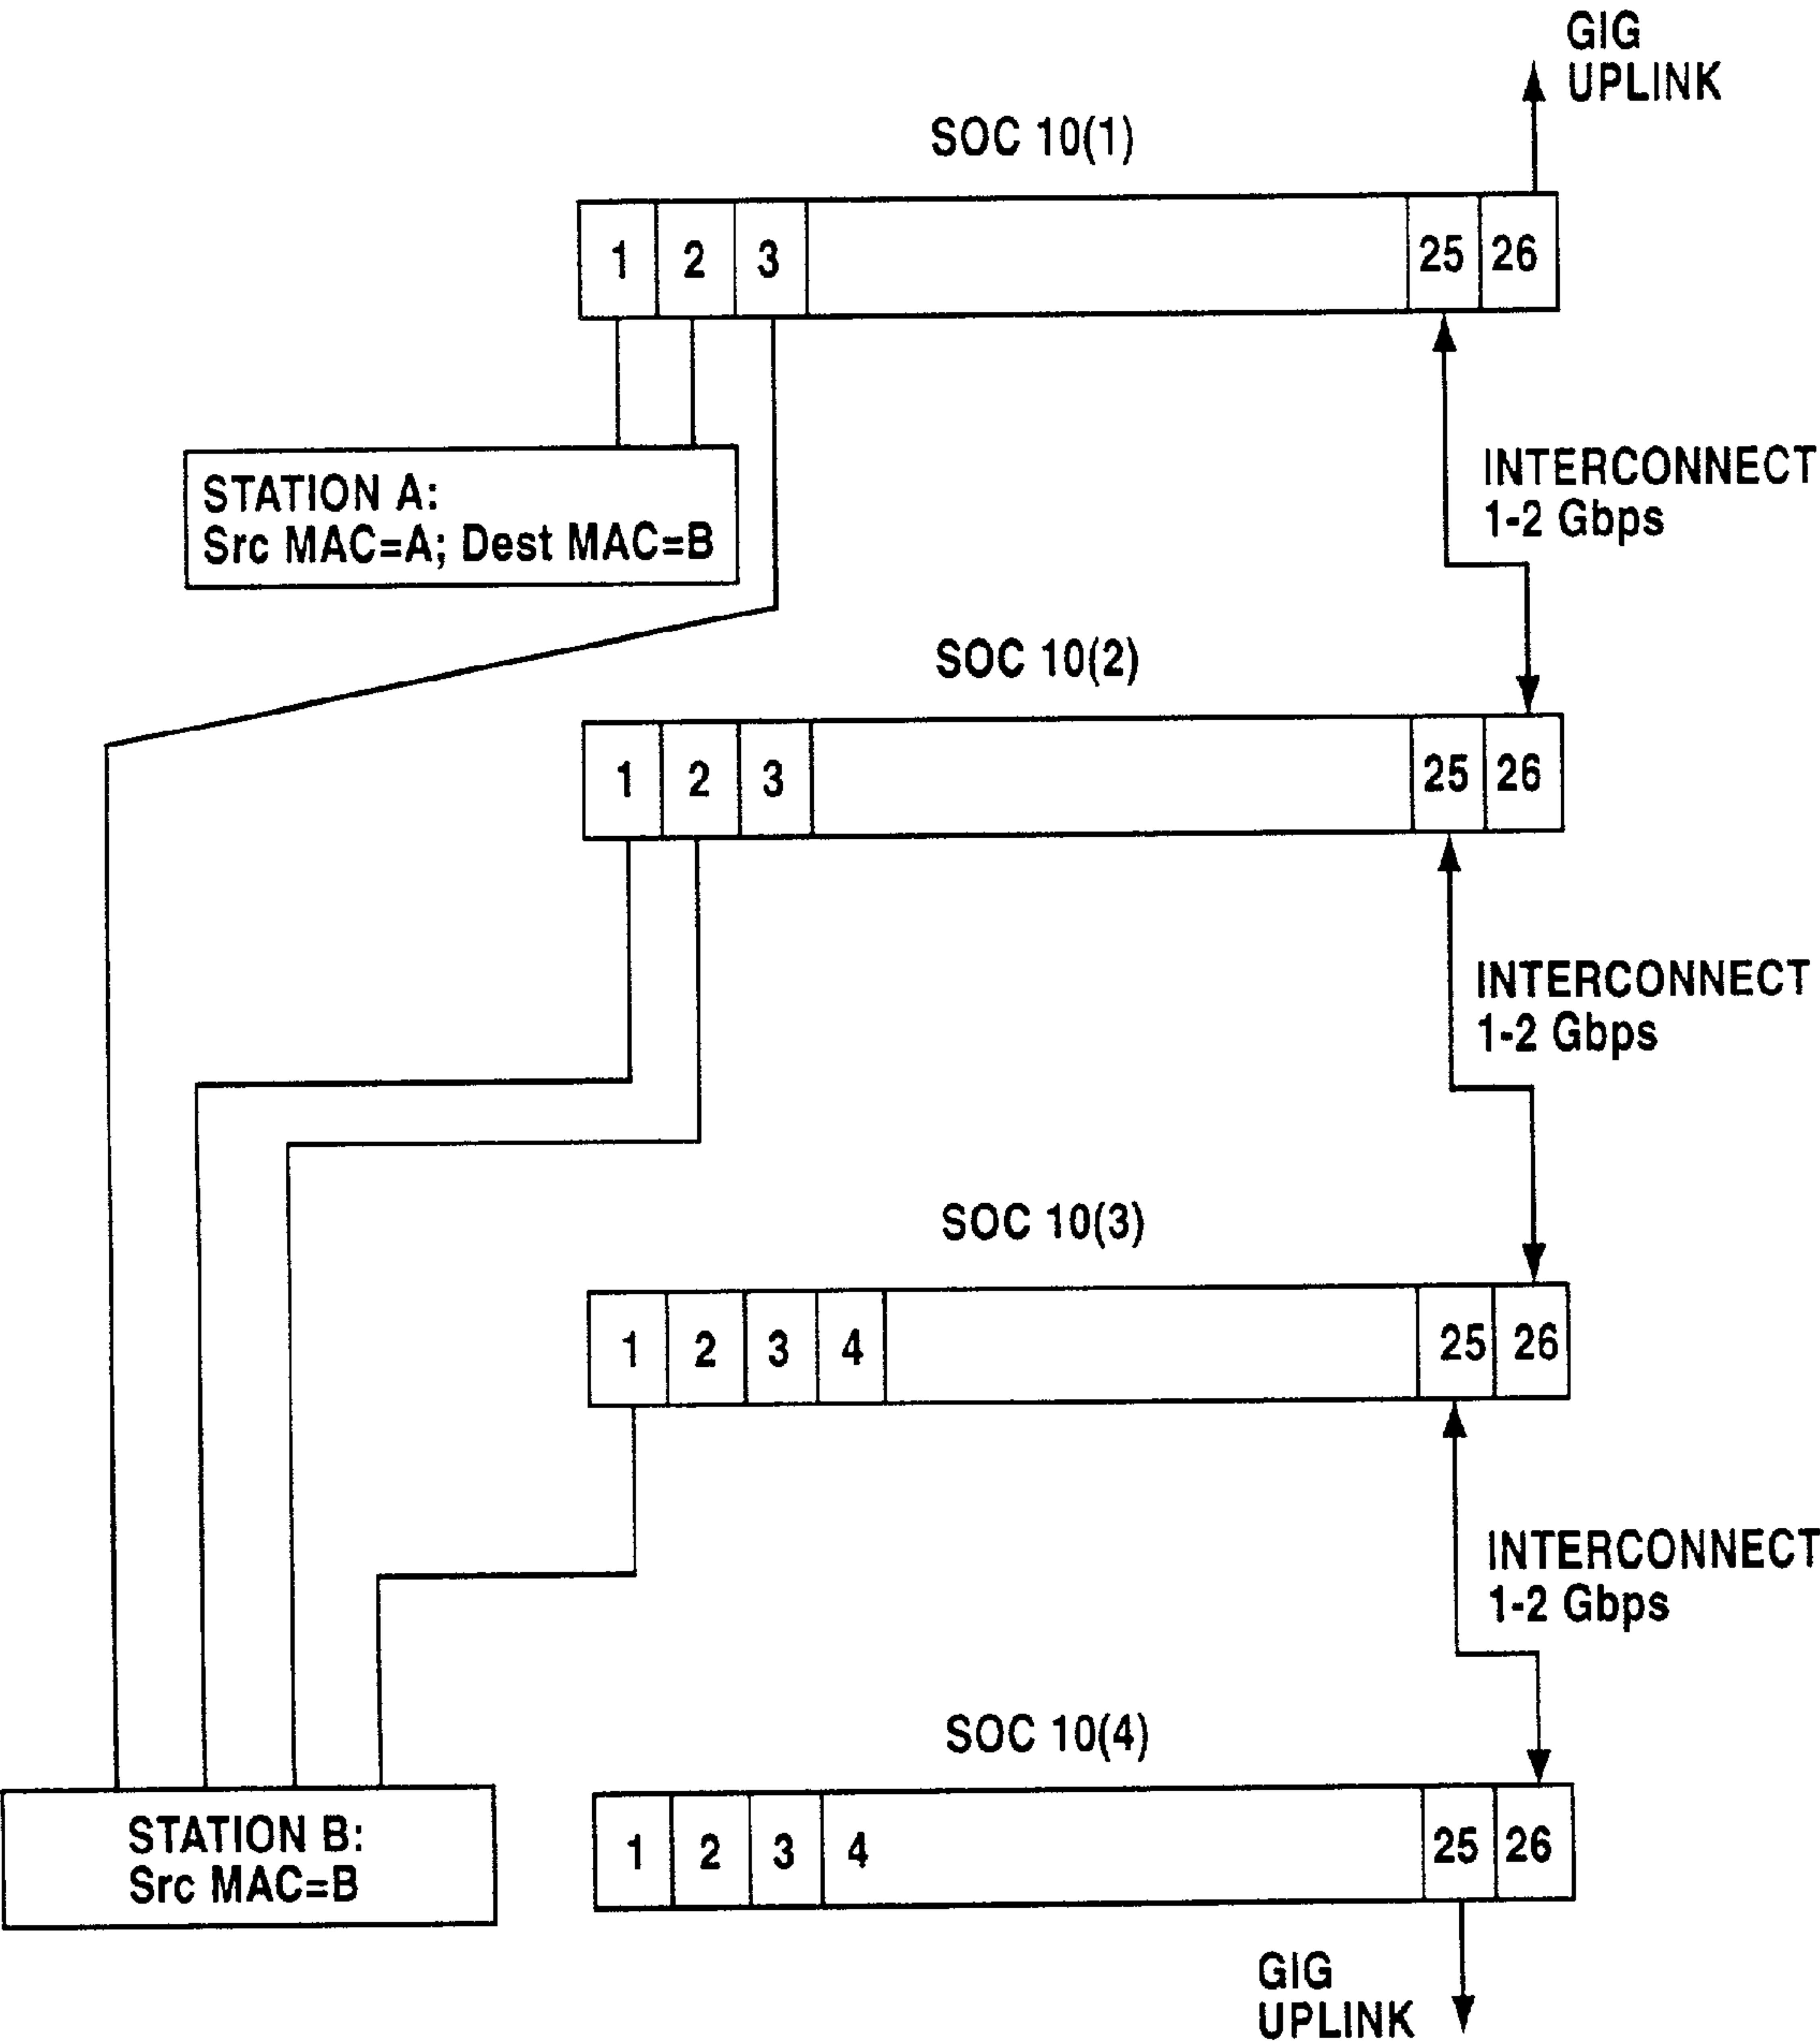 GIG
UPLINK
SOC 10(1)
1 2 3 25 26
STATION A:
Src MAC=A; Dest MAC=B
INTERCONNECT
1-2 Gbps
SOC 10(2)
1 2 3 25 26
INTERCONNECT
1-2 Gbps
SOC 10(3)
1 2 3 4 25 26
INTERCONNECT
1-2 Gbps
SOC 10(4)
1 2 3 4 25 26
STATION B:
Src MAC=B
GIG
UPLINK